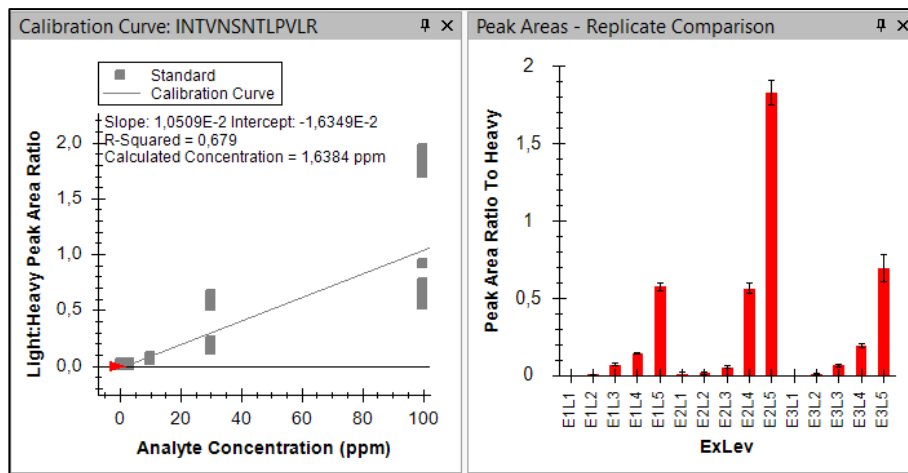 Calibration Curve: INTVNSNTLPVLR
Standard
Calibration Curve
Slope: 1,0509E-2 Intercept: -1,6349E-2
R-Squared = 0,679
Calculated Concentration = 1,6384 ppm
Light:Heavy Peak Area Ratio
2,0
1,5
1,0
0,5
0,0
0 20 40 60 80 100
Analyte Concentration (ppm)
Peak Areas - Replicate Comparison
Peak Area Ratio To Heavy
2
1,5
1
0,5
0
E1L1
E1L2
E1L3
E1L4
E1L5
E2L1
E2L2
E2L3
E2L4
E2L5
E3L1
E3L2
E3L3
E3L4
E3L5
ExLev